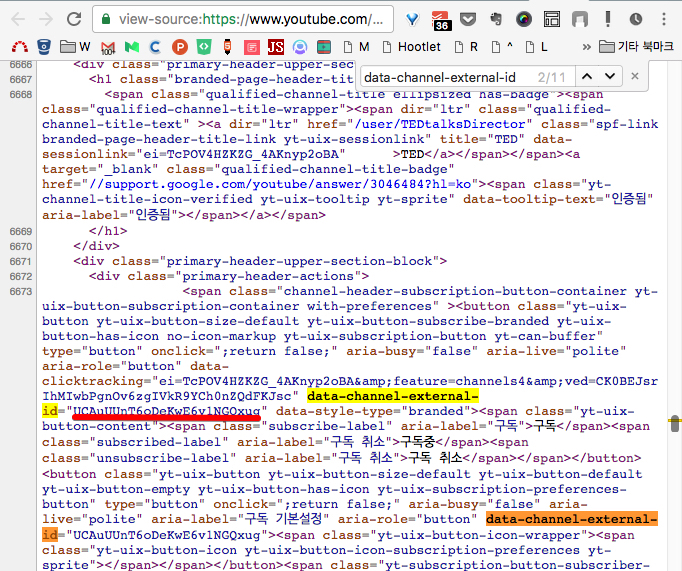 view-source:https://www.youtube.com/...
36
W
M
100+
C
P
JS
M
Hootlet
R
^
L
»
기타 북마크
data-channel-external-id 2/11
6666 <div class="primary-header-upper-sec
6667 <h1 class="branded-page-header-tit
6668 <span class="qualified-channel-title ellipsized has-badge"><span
class="qualified-channel-title-wrapper"><span dir="ltr" class="qualified-
channel-title-text" ><a dir="ltr" href="/user/TEDtalksDirector" class="spf-link
branded-page-header-title-link yt-uix-sessionlink" title="TED" data-
sessionlink="ei=TcPOV4HZKZG_4AKnyp2oBA" >TED</a></span></span><a
target="_blank" class="qualified-channel-title-badge"
href="//support.google.com/youtube/answer/3046484?hl=ko"><span class="yt-
channel-title-icon-verified yt-uix-tooltip yt-sprite" data-tooltip-text="인증됨"
aria-label="인증됨"></span></a></span>
6669 </h1>
6670 </div>
6671 <div class="primary-header-upper-section-block">
6672 <div class="primary-header-actions">
6673 <span class="channel-header-subscription-button-container yt-
uix-button-subscription-container with-preferences" ><button class="yt-uix-
button yt-uix-button-size-default yt-uix-button-subscribe-branded yt-uix-
button-has-icon no-icon-markup yt-uix-subscription-button yt-can-buffer"
type="button" onclick=";return false;" aria-busy="false" aria-live="polite"
aria-role="button" data-
clicktracking="ei=TcPOV4HZKZG_4AKnyp2oBA&amp;feature=channels4&amp;ved=CK0BEJsr
IhMIwbPgnOv6zgIVkR9YCh0nZQdFKJsc" data-channel-external-
id="UCAuUUnT6oDeKwE6v1NGQxug" data-style-type="branded"><span class="yt-uix-
button-content"><span class="subscribe-label" aria-label="구독">구독</span><span
class="subscribed-label" aria-label="구독 취소">구독중</span><span
class="unsubscribe-label" aria-label="구독 취소">구독 취소</span></span></button>
<button class="yt-uix-button yt-uix-button-size-default yt-uix-button-default
yt-uix-button-empty yt-uix-button-has-icon yt-uix-subscription-preferences-
button" type="button" onclick=";return false;" aria-busy="false" aria-
live="polite" aria-label="구독 기본설정" aria-role="button" data-channel-external-
id="UCAuUUnT6oDeKwE6v1NGQxug"><span class="yt-uix-button-icon-wrapper"><span
class="yt-uix-button-icon yt-uix-button-icon-subscription-preferences yt-
sprite"></span></span></button><span class="yt-subscription-button-subscriber-